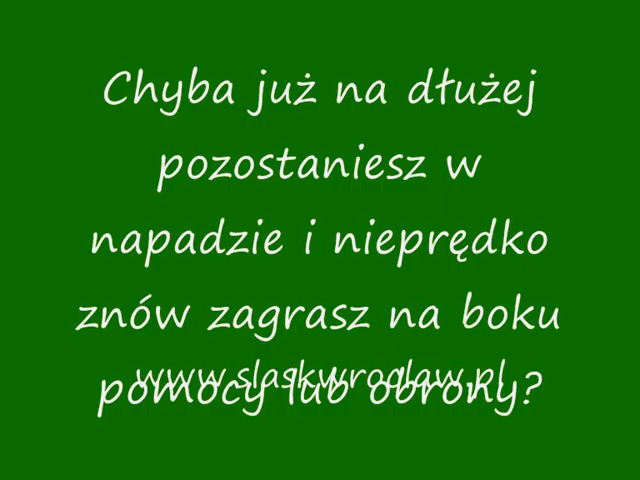 Chyba już na dłużej
pozostaniesz w
napadzie i nieprędko
znów zagrasz na boku
www.slaskwroclaw.pl
pomocy lub obrony?